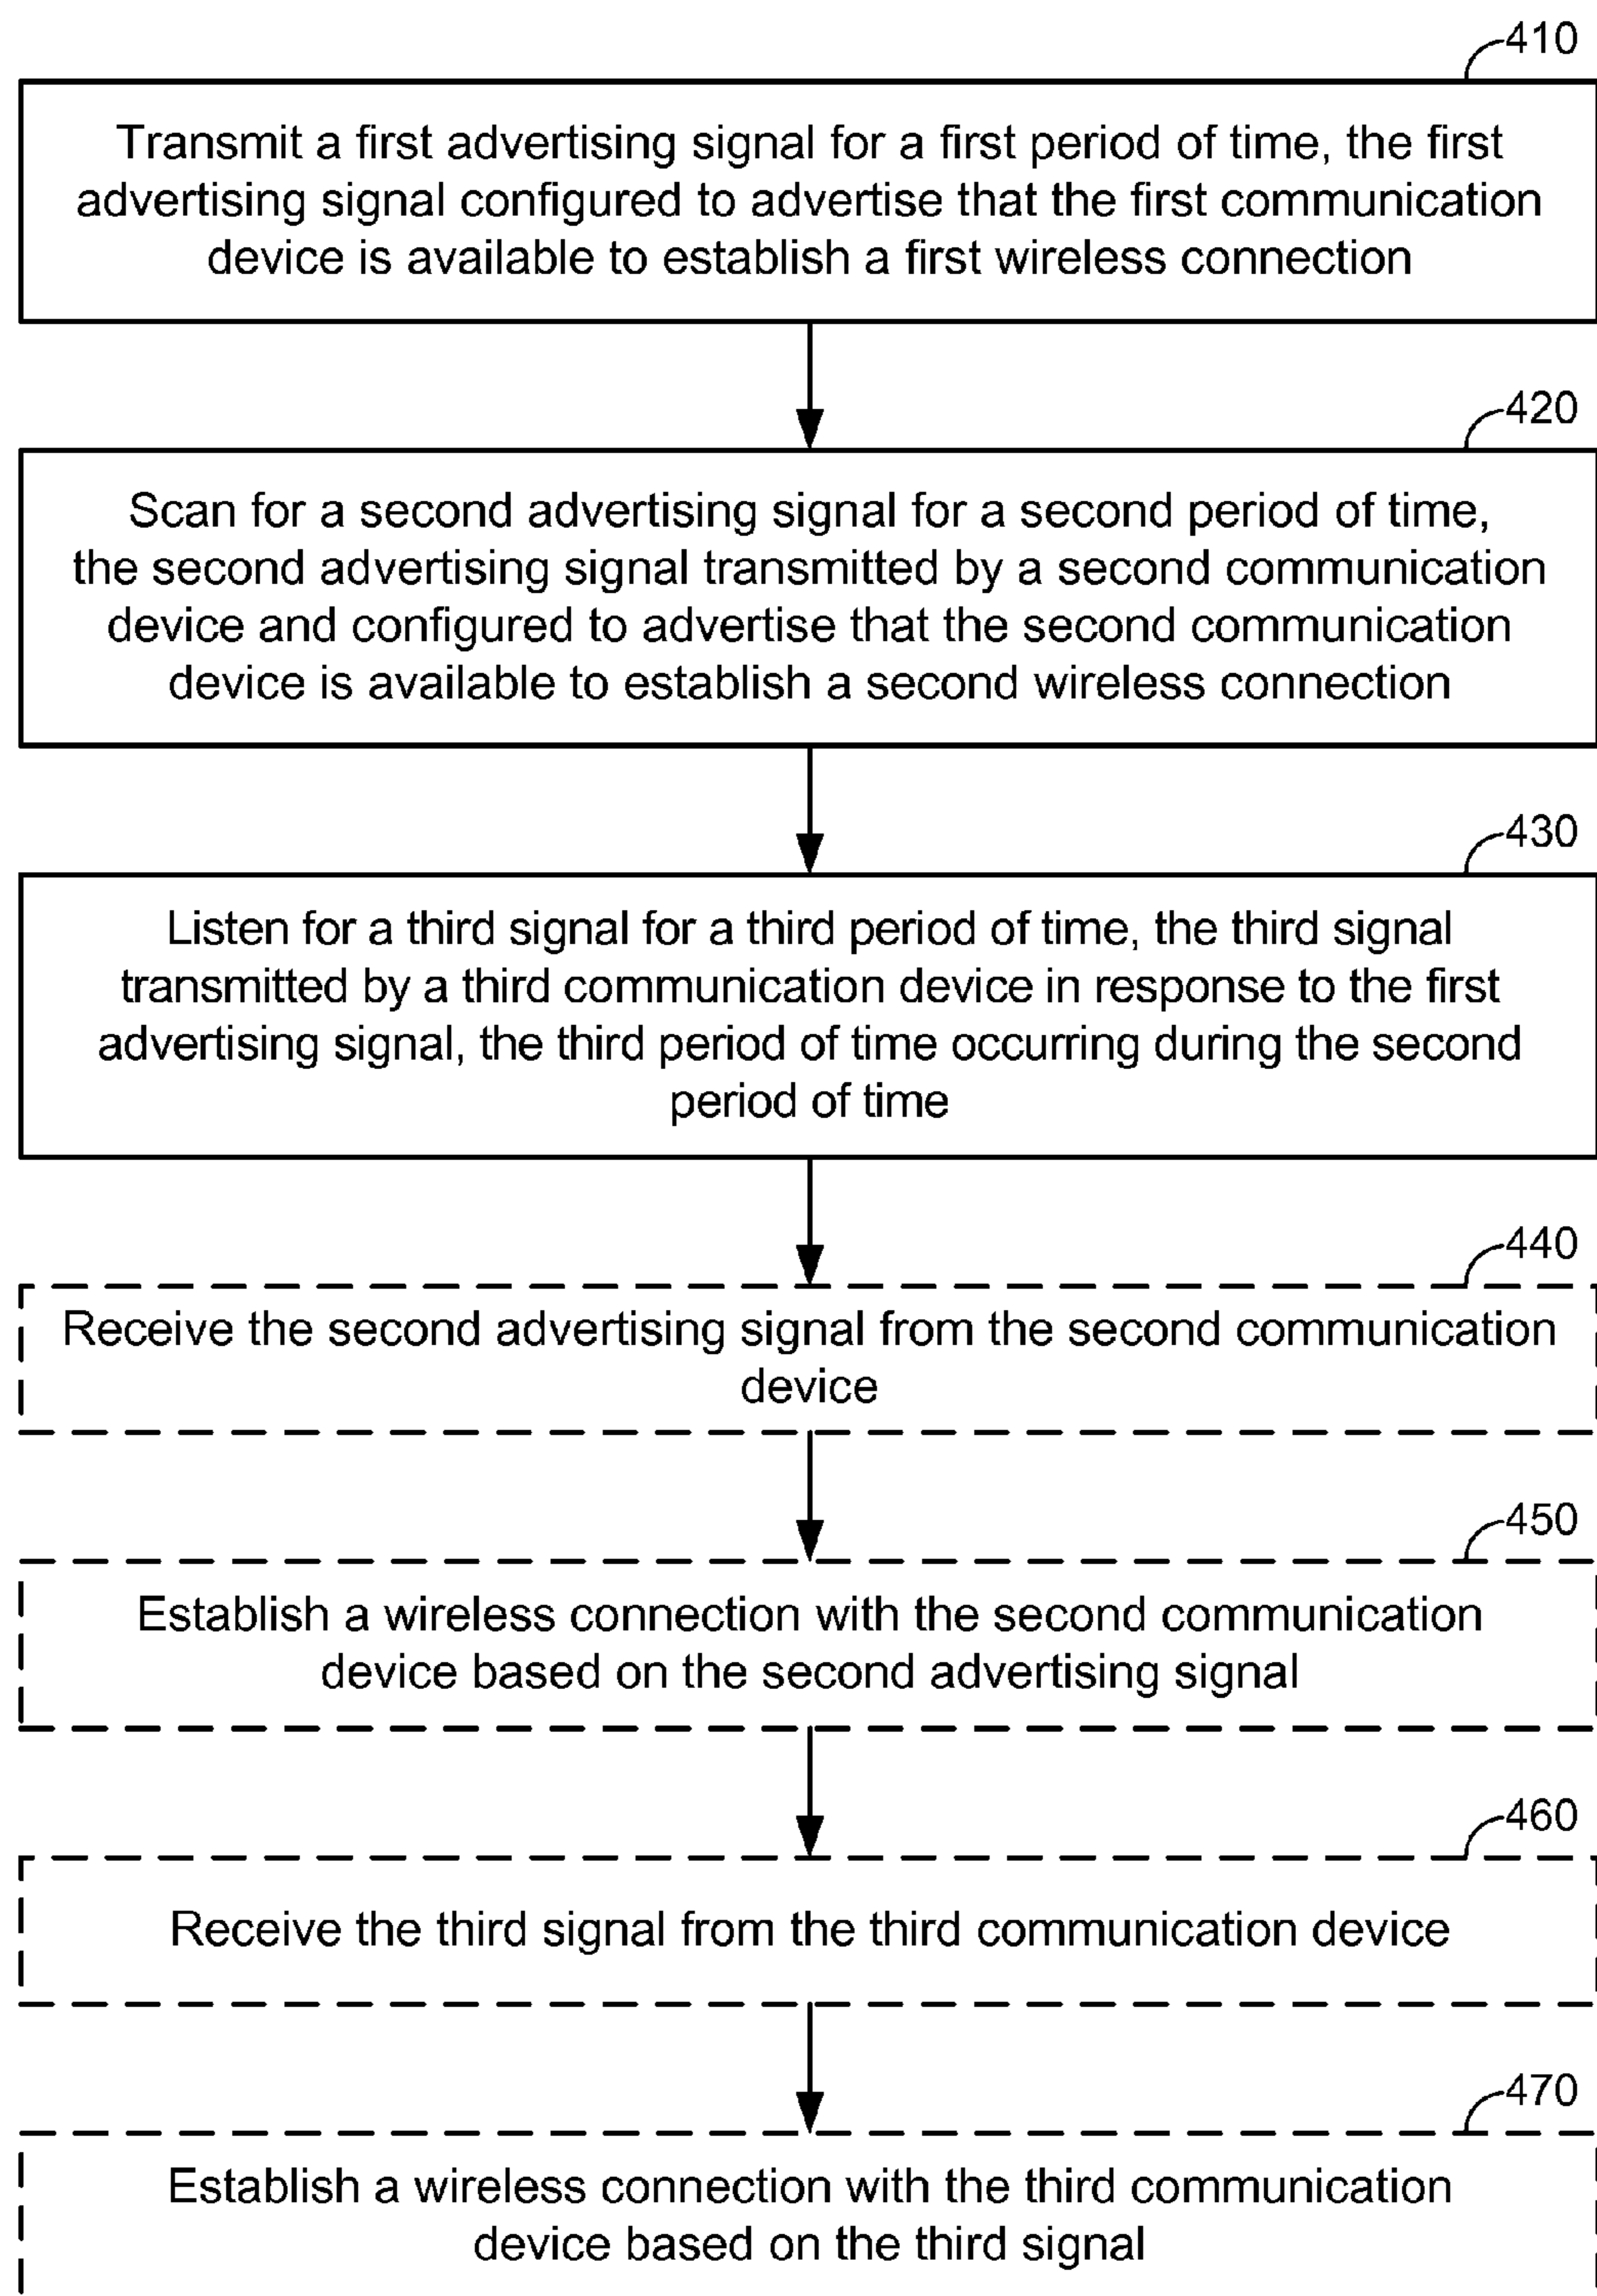 410
Transmit a first advertising signal for a first period of time, the first
advertising signal configured to advertise that the first communication
device is available to establish a first wireless connection
420
Scan for a second advertising signal for a second period of time,
the second advertising signal transmitted by a second communication
device and configured to advertise that the second communication
device is available to establish a second wireless connection
430
Listen for a third signal for a third period of time, the third signal
transmitted by a third communication device in response to the first
advertising signal, the third period of time occurring during the second
period of time
440
Receive the second advertising signal from the second communication
device
450
Establish a wireless connection with the second communication
device based on the second advertising signal
460
Receive the third signal from the third communication device
470
Establish a wireless connection with the third communication
device based on the third signal